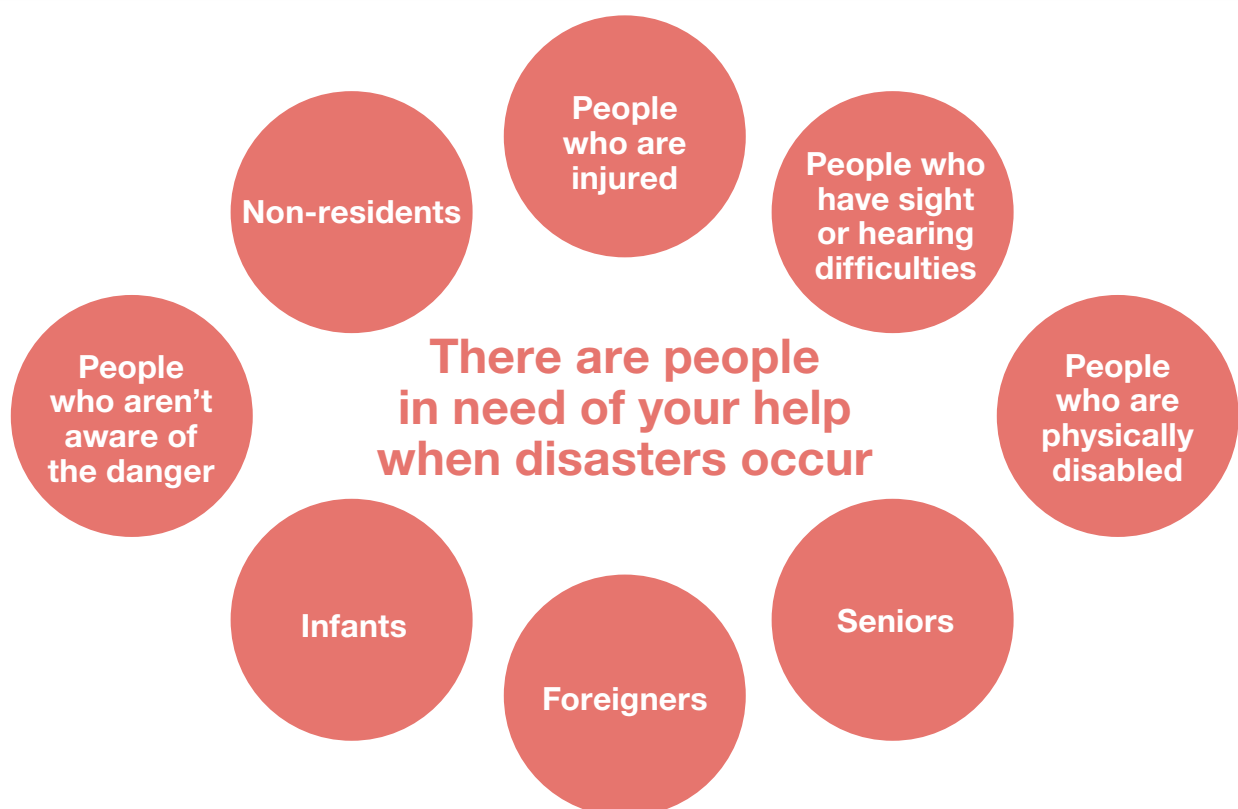 People
who are
injured
People who
have sight
or hearing
difficulties
Non-residents
There are people
in need of your help
when disasters occur
People
who aren’t
aware of
the danger
People
who are
physically
disabled
Infants
Seniors
Foreigners